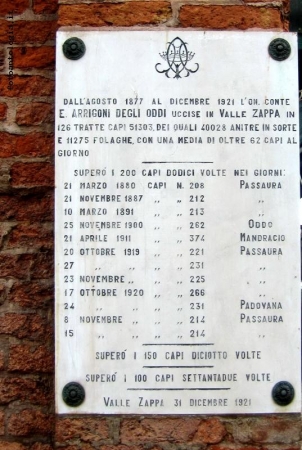 DALL'AGOSTO 1877 AL DICEMBRE 1921 L'ON. CONTE
E. ARRIGONI DEGLI ODDI UCCISE IN VALLE ZAPPA IN
126 TRATTE CAPI 51303, DEI QUALI 40028 ANITRE IN SORTE
E 11275 FOLAGHE, CON UNA MEDIA DI OLTRE 62 CAPI AL
GIORNO
SUPERÒ I 200 CAPI DODICI VOLTE NEI GIORNI:
21 MARZO 1880 CAPI N. 208 PASSAURA
21 NOVEMBRE 1887 „ „ 212 „
10 MARZO 1891 „ „ 213 „
25 NOVEMBRE 1900 „ „ 262 ODDO
21 APRILE 1911 „ „ 374 MANDRACIO
20 OTTOBRE 1919 „ „ 221 PASSAURA
27 „ „ „ „ 231 „
23 NOVEMBRE „ „ „ 225 „
17 OTTOBRE 1920 „ „ 266 „
24 „ „ „ „ 231 PADOVANA
8 NOVEMBRE „ „ „ 214 PASSAURA
15 „ „ „ „ 214 „
SUPERÒ I 150 CAPI DICIOTTO VOLTE
SUPERÒ I 100 CAPI SETTANTADUE VOLTE
VALLE ZAPPA 31 DICEMBRE 1921